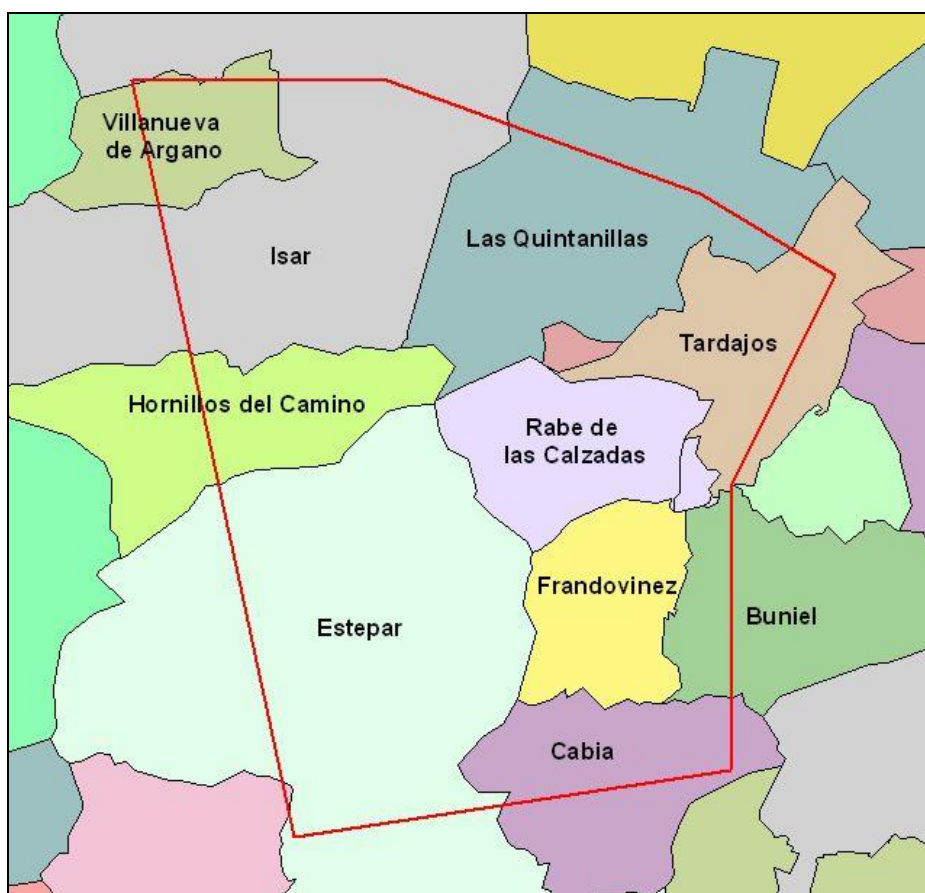 Villanueva
de Argano
Las Quintanillas
Isar
Tardajos
Hornillos del Camino
Rabe de
las Calzadas
Frandovinez
Estepar
Buniel
Cabia